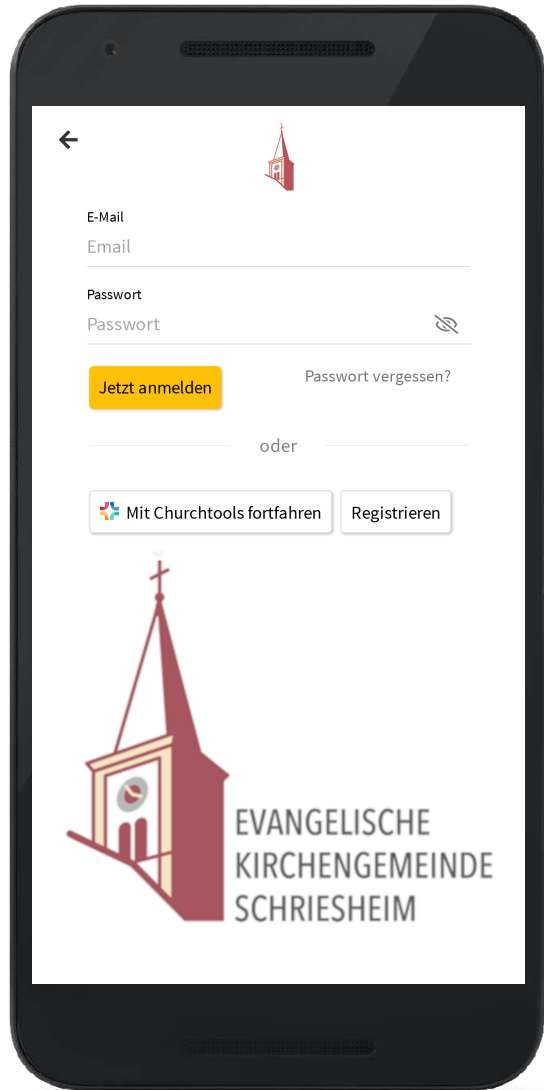 E-Mail
Email
Passwort
Passwort
Jetzt anmelden
Passwort vergessen?
oder
Mit Churchtools fortfahren
Registrieren
EVANGELISCHE
KIRCHENGEMEINDE
SCHRIESHEIM